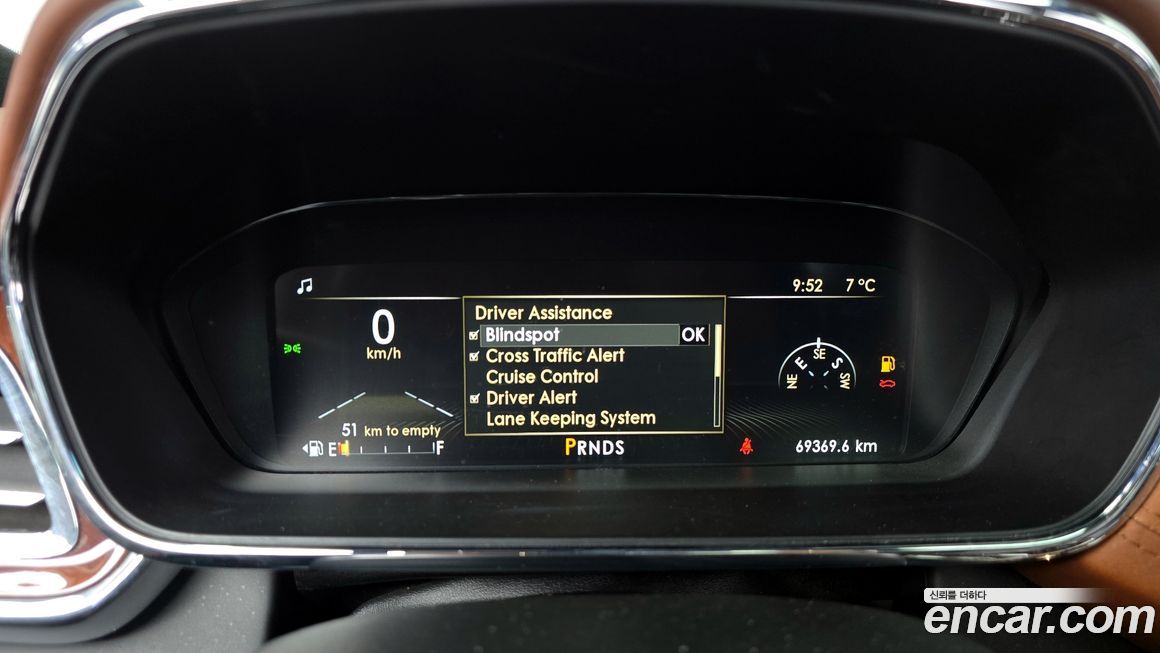 9:52 7 °C
0
km/h
Driver Assistance
Blindspot OK
Cross Traffic Alert
Cruise Control
Driver Alert
Lane Keeping System
NE E SE S SW
51 km to empty
E F
PRNDS
69369.6 km
신뢰를 더하다
encar.com